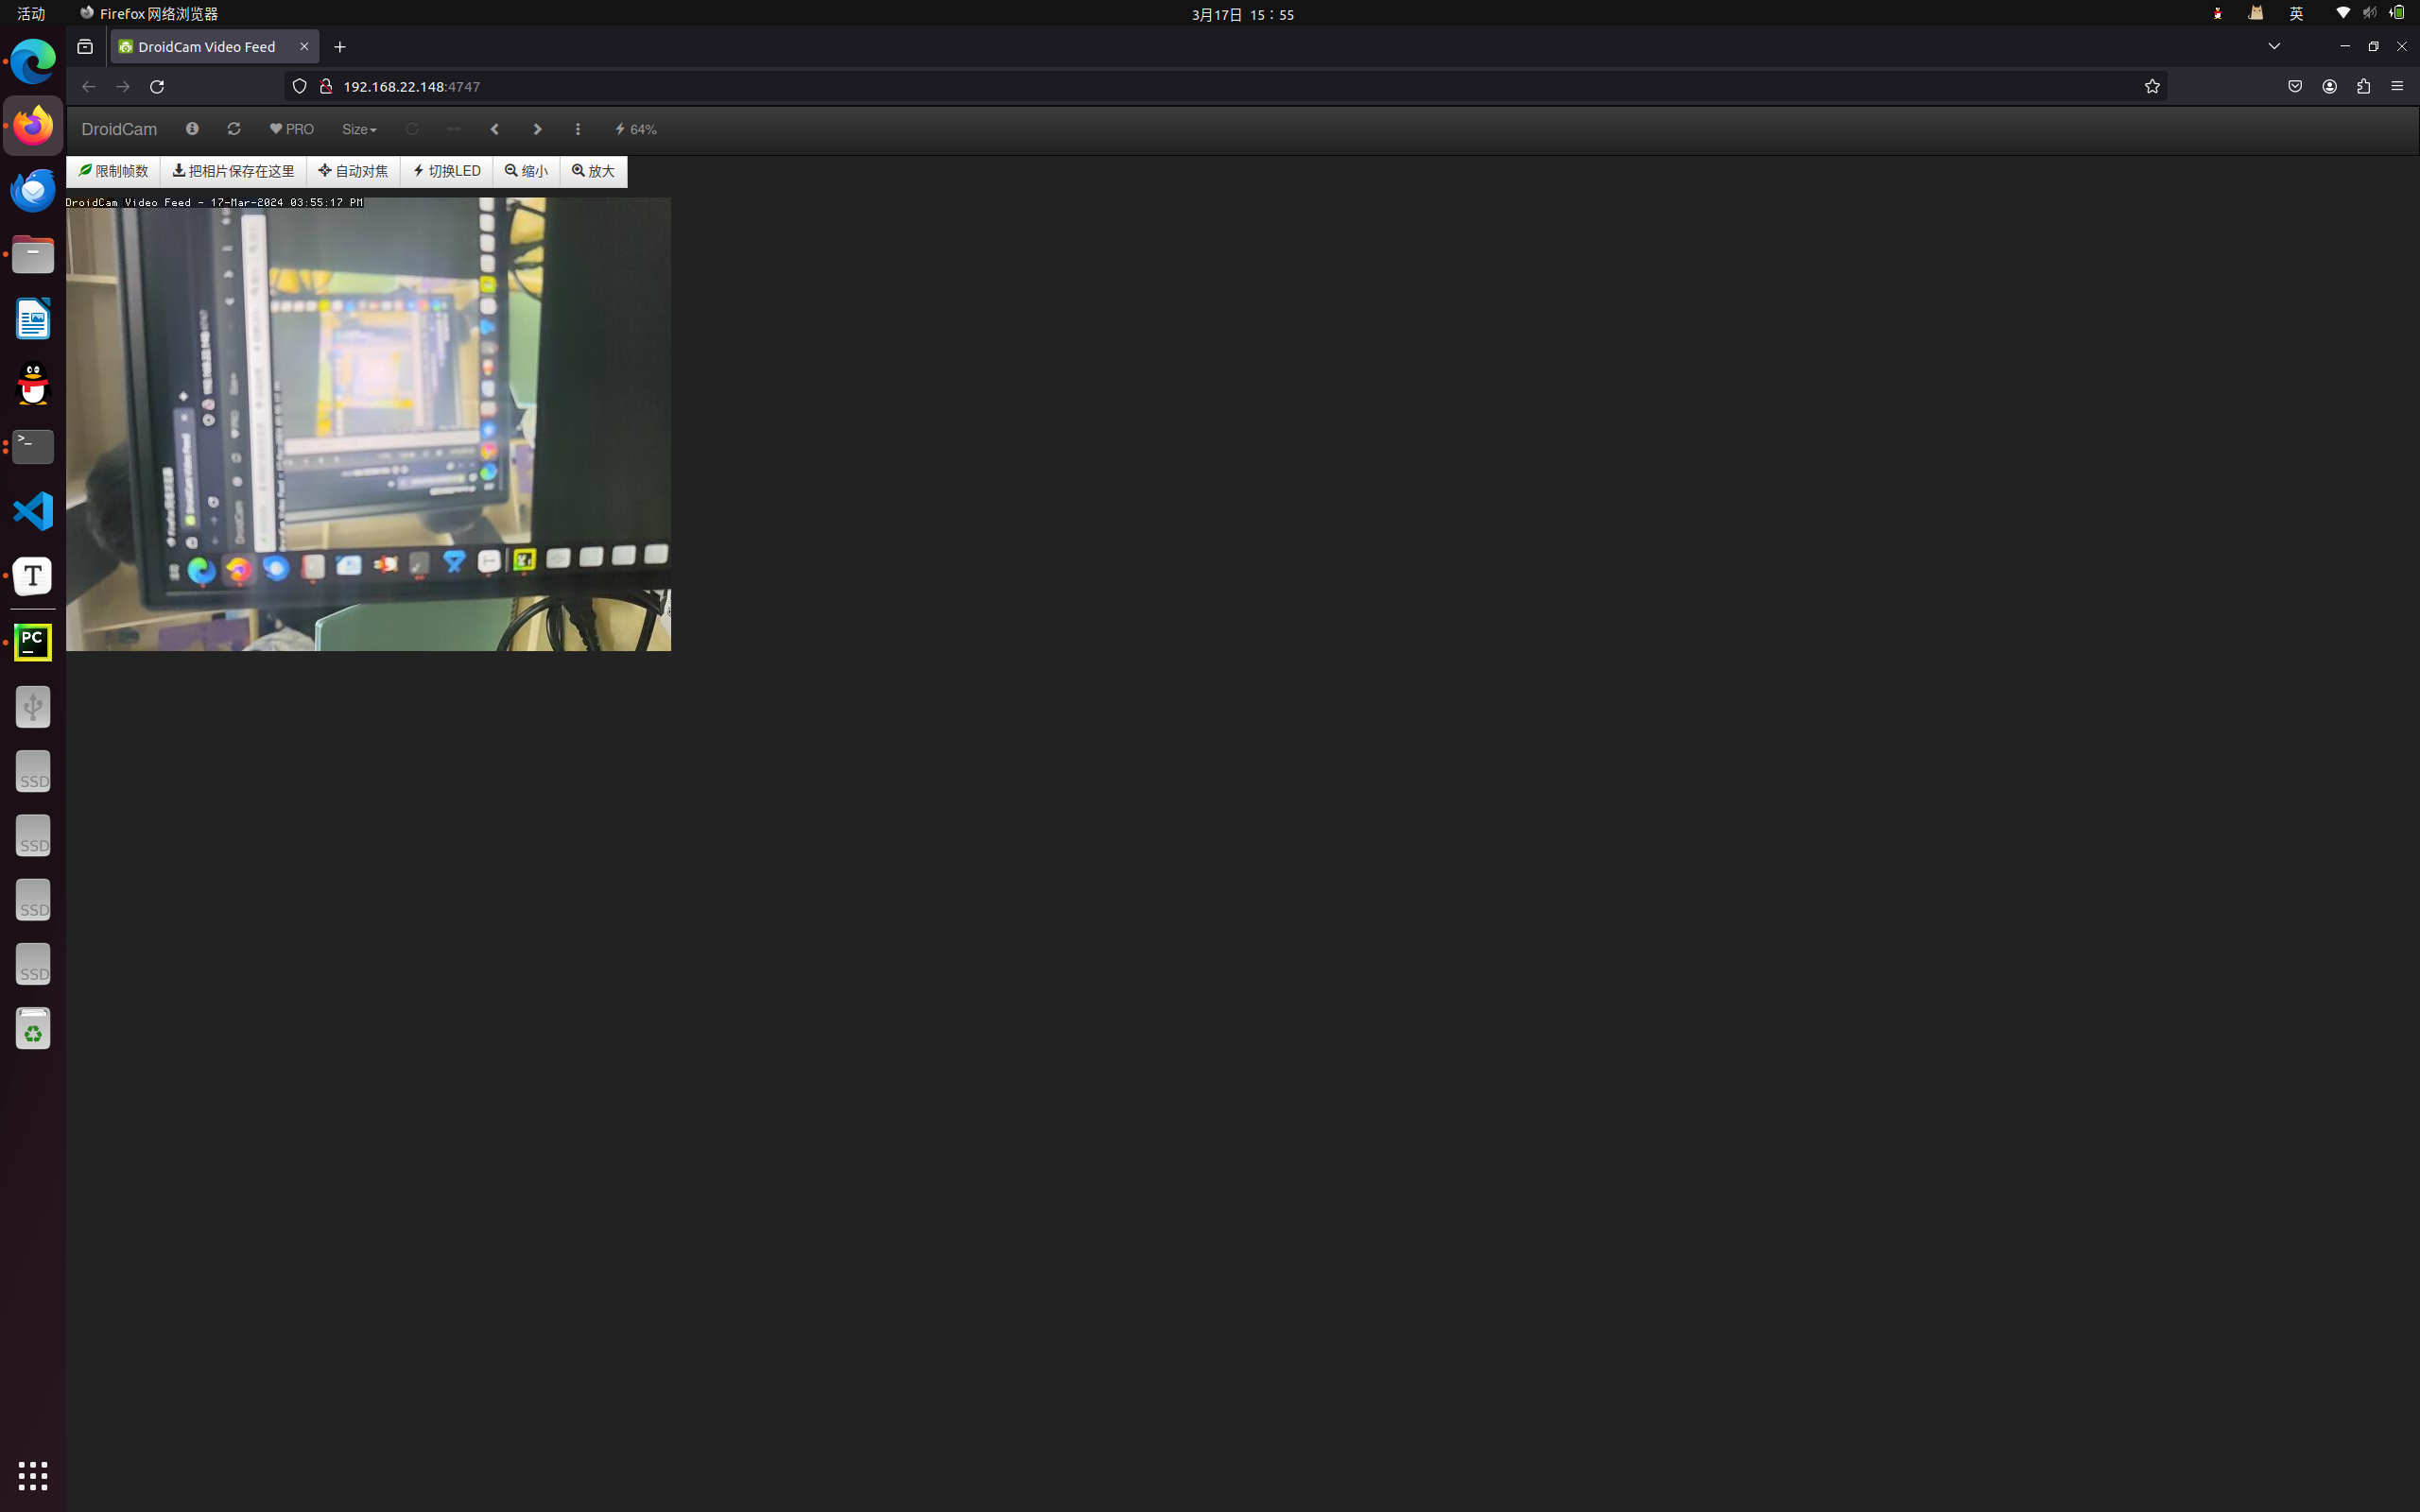 活动 Firefox 网络浏览器 3月17日 15：55 英
DroidCam Video Feed
192.168.22.148:4747
DroidCam PRO Size 64%
限制帧数 把相片保存在这里 自动对焦 切换LED 缩小 放大
DroidCam Video Feed - 17-Mar-2024 03:55:17 PM
>_
T
PC
SSD
SSD
SSD
SSD